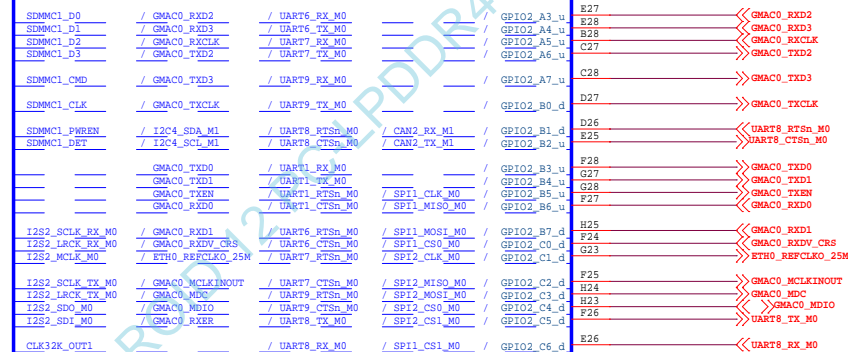 SDMMC1_D0 / GMAC0_RXD2 / UART6_RX_M0 / GPIO2_A3_u E27 GMAC0_RXD2
SDMMC1_D1 / GMAC0_RXD3 / UART6_TX_M0 / GPIO2_A4_u E28 GMAC0_RXD3
SDMMC1_D2 / GMAC0_RXCLK / UART7_RX_M0 / GPIO2_A5_u B28 GMAC0_RXCLK
SDMMC1_D3 / GMAC0_TXD2 / UART7_TX_M0 / GPIO2_A6_u C27 GMAC0_TXD2
SDMMC1_CMD / GMAC0_TXD3 / UART9_RX_M0 / GPIO2_A7_u C28 GMAC0_TXD3
SDMMC1_CLK / GMAC0_TXCLK / UART9_TX_M0 / GPIO2_B0_d D27 GMAC0_TXCLK
SDMMC1_PWREN / I2C4_SDA_M1 / UART8_RTSn_M0 / CAN2_RX_M1 / GPIO2_B1_d D26 UART8_RTSn_M0
SDMMC1_DET / I2C4_SCL_M1 / UART8_CTSn_M0 / CAN2_TX_M1 / GPIO2_B2_u E25 UART8_CTSn_M0
GMAC0_TXD0 / UART1_RX_M0 / GPIO2_B3_u F28 GMAC0_TXD0
GMAC0_TXD1 / UART1_TX_M0 / GPIO2_B4_u G27 GMAC0_TXD1
GMAC0_TXEN / UART1_RTSn_M0 / SPI1_CLK_M0 / GPIO2_B5_u G28 GMAC0_TXEN
GMAC0_RXD0 / UART1_CTSn_M0 / SPI1_MISO_M0 / GPIO2_B6_u F27 GMAC0_RXD0
I2S2_SCLK_RX_M0 / GMAC0_RXD1 / UART6_RTSn_M0 / SPI1_MOSI_M0 / GPIO2_B7_d H25 GMAC0_RXD1
I2S2_LRCK_RX_M0 / GMAC0_RXDV_CRS / UART6_CTSn_M0 / SPI1_CS0_M0 / GPIO2_C0_d F24 GMAC0_RXDV_CRS
I2S2_MCLK_M0 / ETH0_REFCLKO_25M / UART7_RTSn_M0 / SPI2_CLK_M0 / GPIO2_C1_d G23 ETH0_REFCLKO_25M
I2S2_SCLK_TX_M0 / GMAC0_MCLKINOUT / UART7_CTSn_M0 / SPI2_MISO_M0 / GPIO2_C2_d F25 GMAC0_MCLKINOUT
I2S2_LRCK_TX_M0 / GMAC0_MDC / UART9_RTSn_M0 / SPI2_MOSI_M0 / GPIO2_C3_d H24 GMAC0_MDC
I2S2_SDO_M0 / GMAC0_MDIO / UART9_CTSn_M0 / SPI2_CS0_M0 / GPIO2_C4_d H23 GMAC0_MDIO
I2S2_SDI_M0 / GMAC0_RXER / UART8_TX_M0 / SPI2_CS1_M0 / GPIO2_C5_d F26 UART8_TX_M0
CLK32K_OUT1 / UART8_RX_M0 / SPI1_CS1_M0 / GPIO2_C6_d E26 UART8_RX_M0